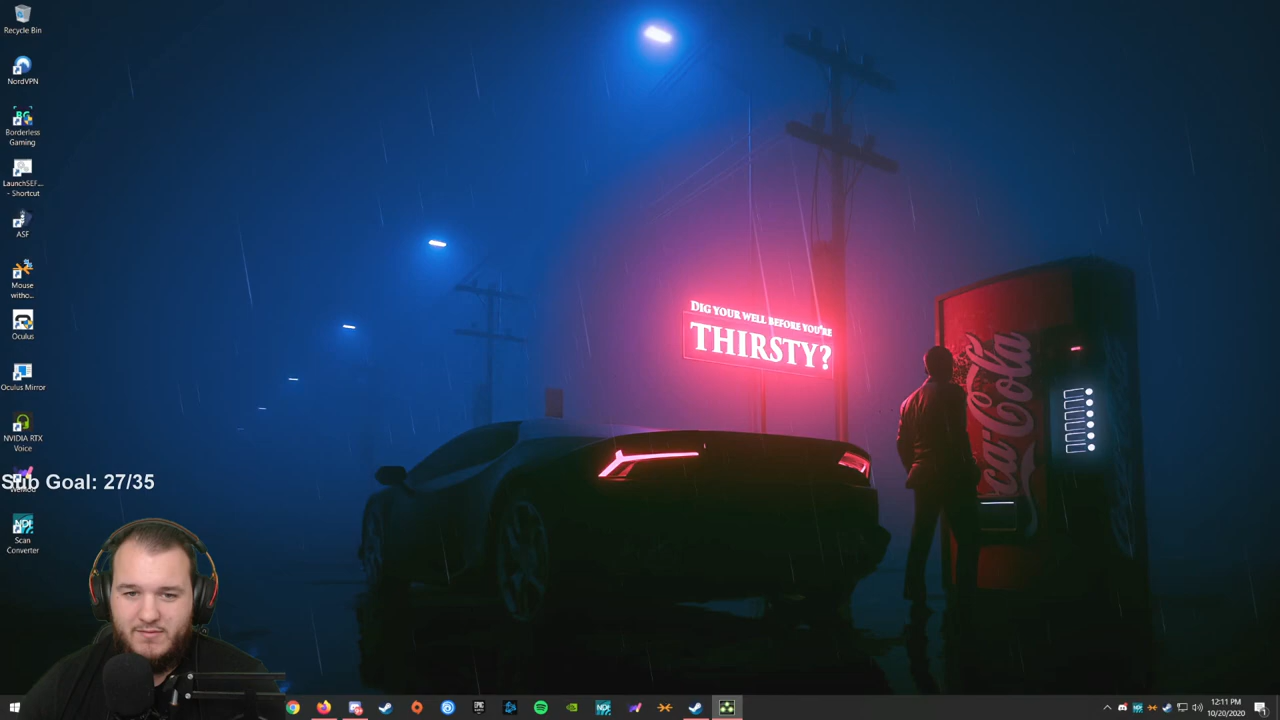 Recycle Bin
NordVPN
Borderless
Gaming
LaunchSEF...
- Shortcut
ASF
Mouse
witho...
Oculus
Oculus Mirror
NVIDIA RTX
Voice
Sub Goal: 27/35
Scan
Converter
DIG YOUR WELL BEFORE YOU'RE
THIRSTY?
Coca-Cola
12:11 PM
10/20/2020